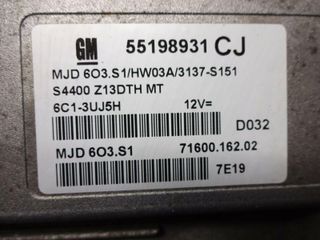 GM 55198931 CJ
MJD 6O3.S1/HW03A/3137-S151
S4400 Z13DTH MT
6C1-3UJ5H 12V=
D032
MJD 6O3.S1 71600.162.02
7E19